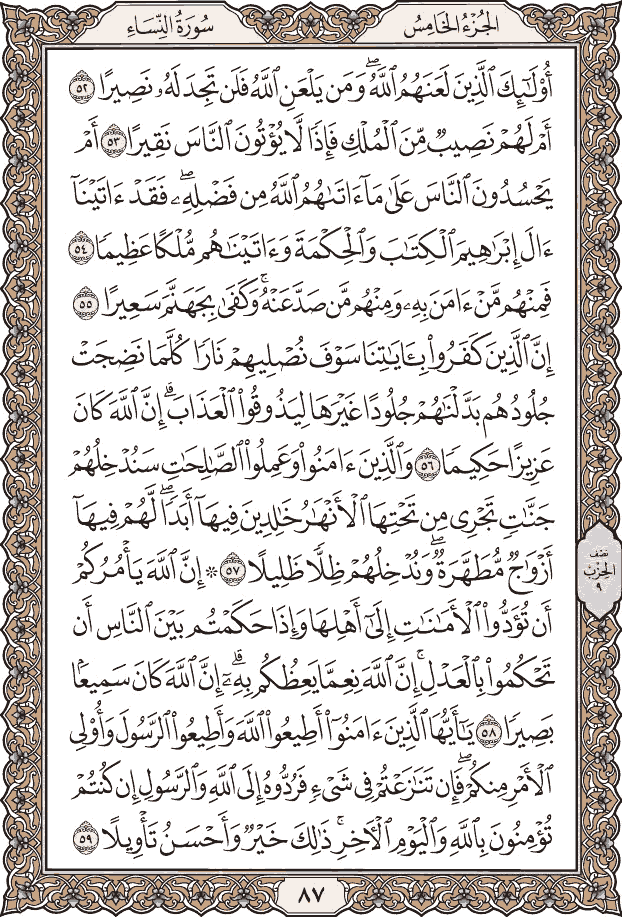 الجُزْءُ الخَامِسُ
سُورَةُ النِّسَاءِ
أُوْلَٰٓئِكَ ٱلَّذِينَ لَعَنَهُمُ ٱللَّهُۖ وَمَن يَلْعَنِ ٱللَّهُ فَلَن تَجِدَ لَهُۥ نَصِيرًا ٥٢
أَمْ لَهُمْ نَصِيبٌ مِّنَ ٱلْمُلْكِ فَإِذًا لَّا يُؤْتُونَ ٱلنَّاسَ نَقِيرًا ٥٣ أَمْ
يَحْسُدُونَ ٱلنَّاسَ عَلَىٰ مَآ ءَاتَىٰهُمُ ٱللَّهُ مِن فَضْلِهِۦۖ فَقَدْ ءَاتَيْنَآ
ءَالَ إِبْرَٰهِيمَ ٱلْكِتَٰبَ وَٱلْحِكْمَةَ وَءَاتَيْنَٰهُم مُّلْكًا عَظِيمًا ٥٤
فَمِنْهُم مَّنْ ءَامَنَ بِهِۦ وَمِنْهُم مَّن صَدَّ عَنْهُۚ وَكَفَىٰ بِجَهَنَّمَ سَعِيرًا ٥٥
إِنَّ ٱلَّذِينَ كَفَرُواْ بِـَٔايَٰتِنَا سَوْفَ نُصْلِيهِمْ نَارًا كُلَّمَا نَضِجَتْ
جُلُودُهُم بَدَّلْنَٰهُمْ جُلُودًا غَيْرَهَا لِيَذُوقُواْ ٱلْعَذَابَۗ إِنَّ ٱللَّهَ كَانَ
عَزِيزًا حَكِيمًا ٥٦ وَٱلَّذِينَ ءَامَنُواْ وَعَمِلُواْ ٱلصَّٰلِحَٰتِ سَنُدْخِلُهُمْ
جَنَّٰتٍ تَجْرِى مِن تَحْتِهَا ٱلْأَنْهَٰرُ خَٰلِدِينَ فِيهَآ أَبَدًاۖ لَّهُمْ فِيهَآ
أَزْوَٰجٌ مُّطَهَّرَةٌۖ وَنُدْخِلُهُمْ ظِلًّا ظَلِيلًا ٥٧ ۞ إِنَّ ٱللَّهَ يَأْمُرُكُمْ
أَن تُؤَدُّواْ ٱلْأَمَٰنَٰتِ إِلَىٰٓ أَهْلِهَا وَإِذَا حَكَمْتُم بَيْنَ ٱلنَّاسِ أَن
تَحْكُمُواْ بِٱلْعَدْلِۚ إِنَّ ٱللَّهَ نِعِمَّا يَعِظُكُم بِهِۦٓۗ إِنَّ ٱللَّهَ كَانَ سَمِيعًۢا
بَصِيرًا ٥٨ يَٰٓأَيُّهَا ٱلَّذِينَ ءَامَنُوٓاْ أَطِيعُواْ ٱللَّهَ وَأَطِيعُواْ ٱلرَّسُولَ وَأُوْلِى
ٱلْأَمْرِ مِنكُمْۖ فَإِن تَنَٰزَعْتُمْ فِى شَىْءٍ فَرُدُّوهُ إِلَى ٱللَّهِ وَٱلرَّسُولِ إِن كُنتُمْ
تُؤْمِنُونَ بِٱللَّهِ وَٱلْيَوْمِ ٱلْأَخِرِۚ ذَٰلِكَ خَيْرٌ وَأَحْسَنُ تَأْوِيلًا ٥٩
نصف
الحزب
٩
٨٧